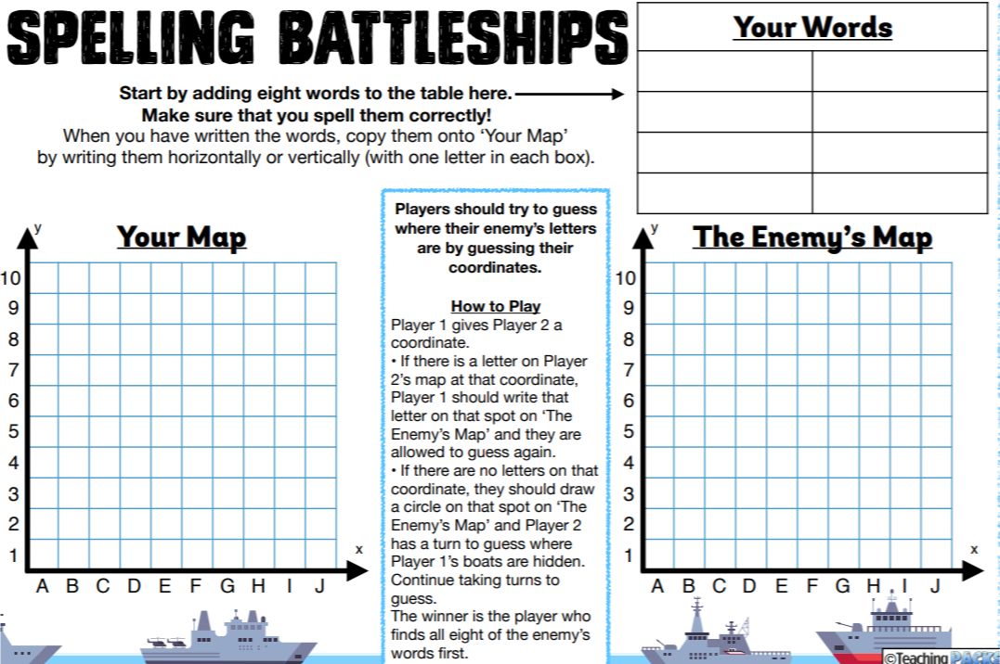 SPELLING BATTLESHIPS
Start by adding eight words to the table here.
Make sure that you spell them correctly!
When you have written the words, copy them onto ‘Your Map’
by writing them horizontally or vertically (with one letter in each box).
Your Words
y
Your Map
10
9
8
7
6
5
4
3
2
1
x
A B C D E F G H I J
Players should try to guess
where their enemy’s letters
are by guessing their
coordinates.
How to Play
Player 1 gives Player 2 a
coordinate.
• If there is a letter on Player
2’s map at that coordinate,
Player 1 should write that
letter on that spot on ‘The
Enemy’s Map’ and they are
allowed to guess again.
• If there are no letters on that
coordinate, they should draw
a circle on that spot on ‘The
Enemy’s Map’ and Player 2
has a turn to guess where
Player 1’s boats are hidden.
Continue taking turns to
guess.
The winner is the player who
finds all eight of the enemy’s
words first.
y
The Enemy’s Map
10
9
8
7
6
5
4
3
2
1
x
A B C D E F G H I J
©Teaching PACKS